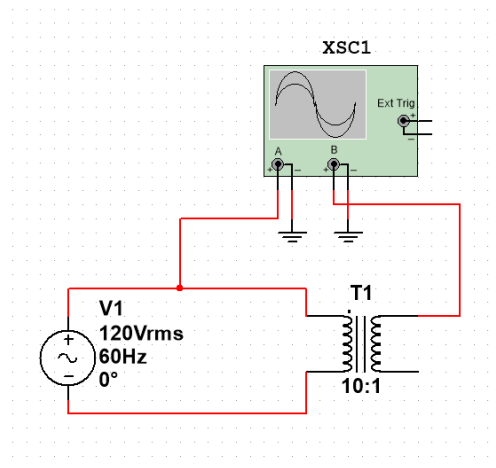 XSC1
Ext Trig
+
–
A
B
+ –
+ –
V1
120Vrms
60Hz
0°
+
–
T1
10:1